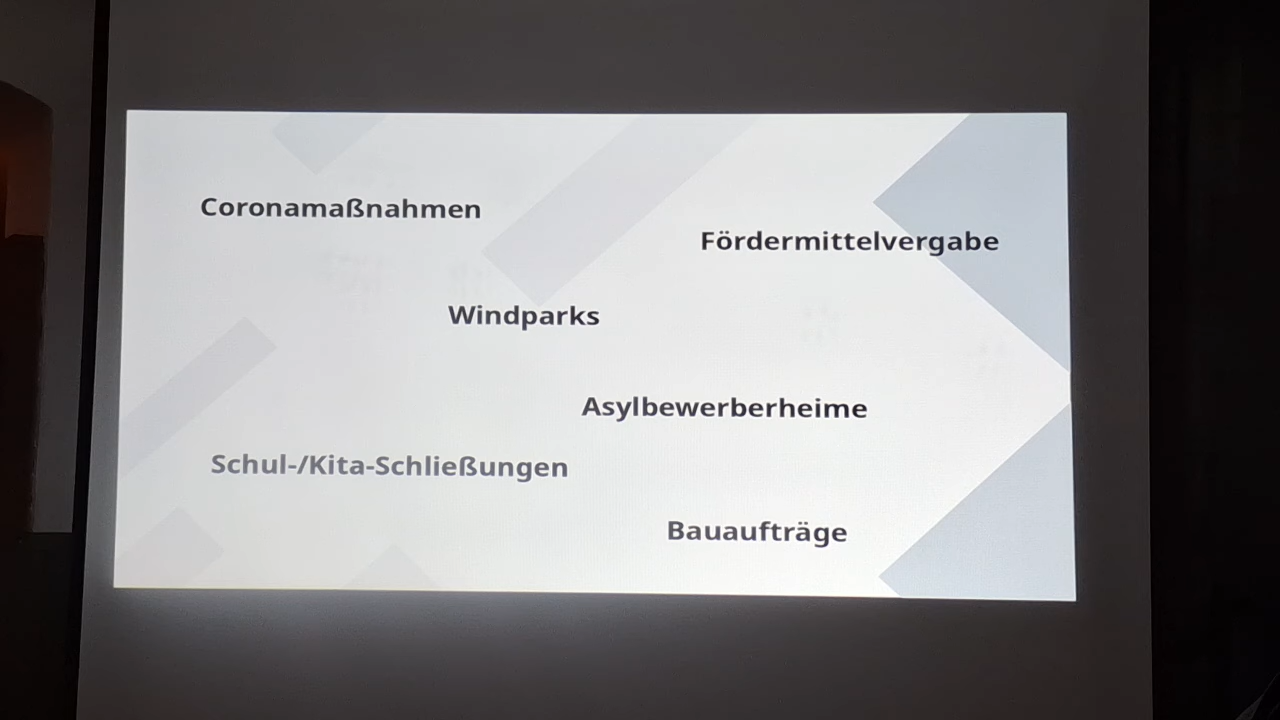 Coronamaßnahmen
Fördermittelvergabe
Windparks
Asylbewerberheime
Schul-/Kita-Schließungen
Bauaufträge